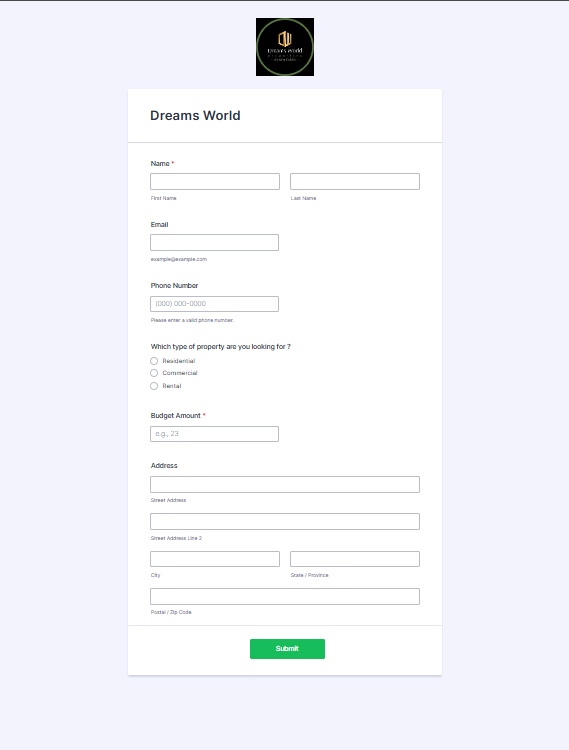 Dreams World
Dreams World
Name *
First Name
Last Name
Email
example@example.com
Phone Number
(000) 000-0000
Please enter a valid phone number.
Which type of property are you looking for ?
Residential
Commercial
Rental
Budget Amount *
e.g., 23
Address
Street Address
Street Address Line 2
City
State / Province
Postal / Zip Code
Submit